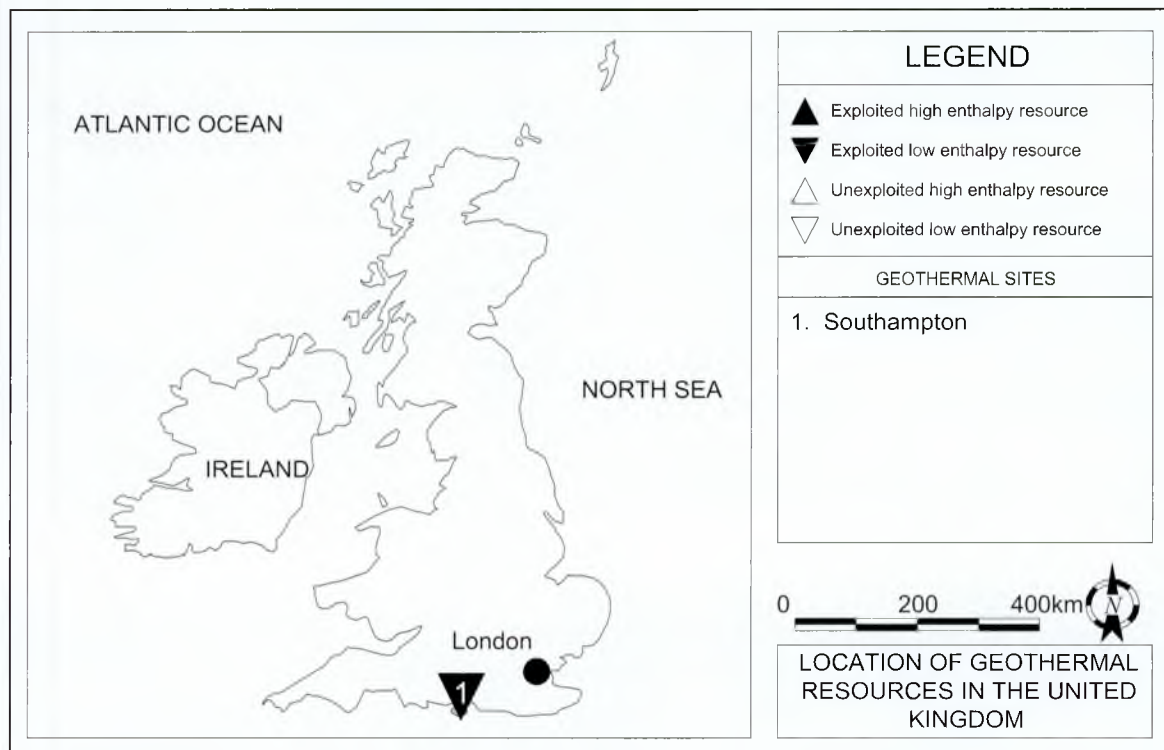 ATLANTIC OCEAN
NORTH SEA
IRELAND
London
1
LEGEND
Exploited high enthalpy resource
Exploited low enthalpy resource
Unexploited high enthalpy resource
Unexploited low enthalpy resource
GEOTHERMAL SITES
1. Southampton
0 200 400km
N
LOCATION OF GEOTHERMAL
RESOURCES IN THE UNITED
KINGDOM